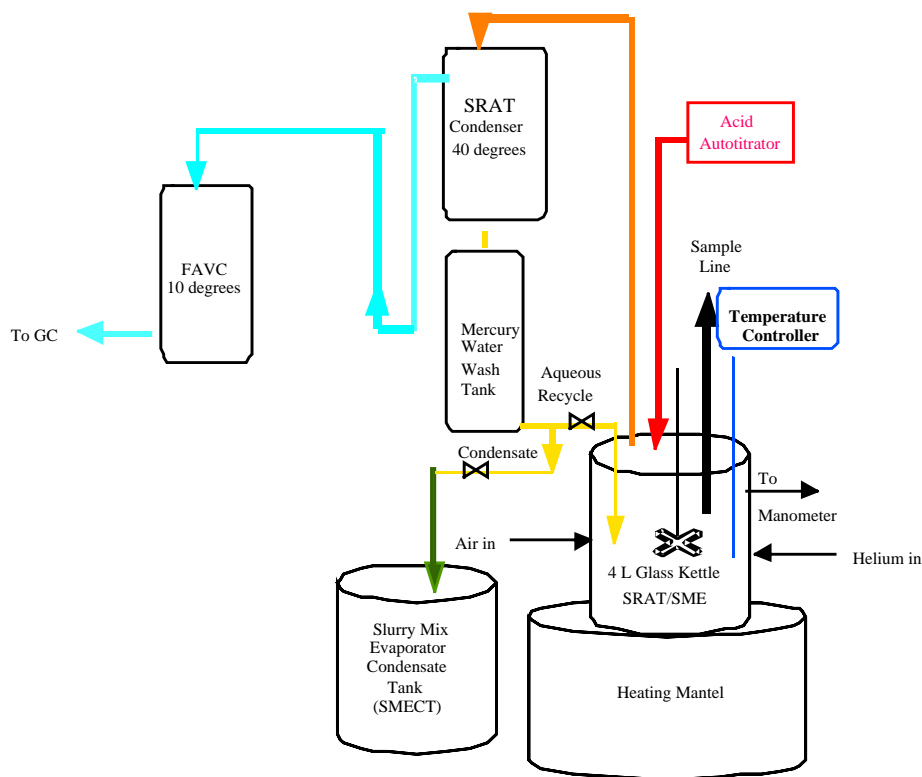 SRAT
Condenser
40 degrees
Acid
Autotitrator
FAVC
10 degrees
To GC
Sample
Line
Temperature
Controller
Mercury
Water
Wash
Tank
Aqueous
Recycle
Condensate
To
Manometer
Air in
Helium in
4 L Glass Kettle
SRAT/SME
Slurry Mix
Evaporator
Condensate
Tank
(SMECT)
Heating Mantel